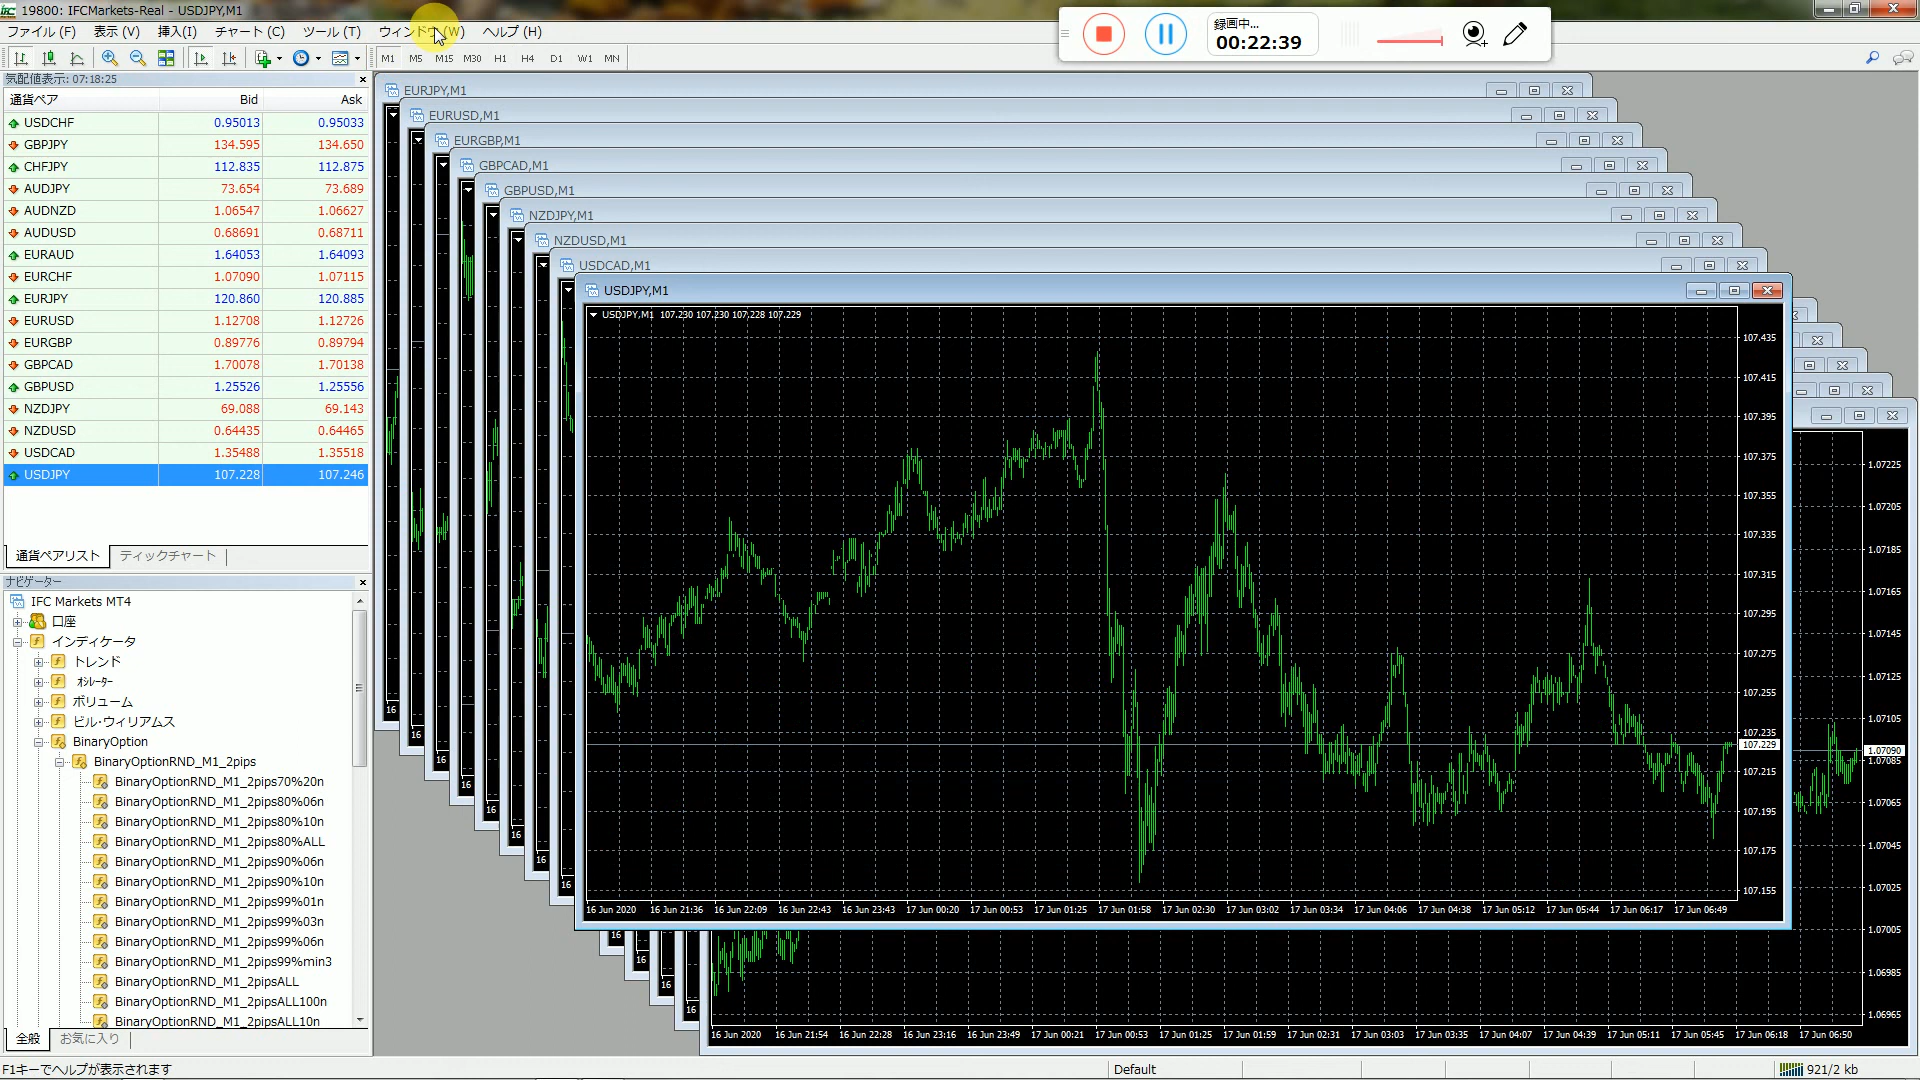 19800: IFCMarkets-Real - USDJPY,M1
ファイル (F) 表示 (V) 挿入(I) チャート (C) ツール (T) ウィンドウ (W) ヘルプ (H)
録画中...
00:22:39
M1 M5 M15 M30 H1 H4 D1 W1 MN
気配値表示: 07:18:25
通貨ペア Bid Ask
USDCHF 0.95013 0.95033
GBPJPY 134.595 134.650
CHFJPY 112.835 112.875
AUDJPY 73.654 73.689
AUDNZD 1.06547 1.06627
AUDUSD 0.68691 0.68711
EURAUD 1.64053 1.64093
EURCHF 1.07090 1.07115
EURJPY 120.860 120.885
EURUSD 1.12708 1.12726
EURGBP 0.89776 0.89794
GBPCAD 1.70078 1.70138
GBPUSD 1.25526 1.25556
NZDJPY 69.088 69.143
NZDUSD 0.64435 0.64465
USDCAD 1.35488 1.35518
USDJPY 107.228 107.246
通貨ペアリスト ティックチャート
ナビゲーター
IFC Markets MT4
口座
インディケータ
トレンド
オシレーター
ボリューム
ビル・ウィリアムス
BinaryOption
BinaryOptionRND_M1_2pips
BinaryOptionRND_M1_2pips70%20n
BinaryOptionRND_M1_2pips80%06n
BinaryOptionRND_M1_2pips80%10n
BinaryOptionRND_M1_2pips80%ALL
BinaryOptionRND_M1_2pips90%06n
BinaryOptionRND_M1_2pips90%10n
BinaryOptionRND_M1_2pips99%01n
BinaryOptionRND_M1_2pips99%03n
BinaryOptionRND_M1_2pips99%06n
BinaryOptionRND_M1_2pips99%min3
BinaryOptionRND_M1_2pipsALL
BinaryOptionRND_M1_2pipsALL100n
BinaryOptionRND_M1_2pipsALL10n
全般 お気に入り
EURJPY,M1
EURUSD,M1
EURGBP,M1
GBPCAD,M1
GBPUSD,M1
NZDJPY,M1
NZDUSD,M1
USDCAD,M1
USDJPY,M1
USDJPY,M1 107.230 107.230 107.228 107.229
107.435
107.415
107.395
107.375
107.355
107.335
107.315
107.295
107.275
107.255
107.235
107.229
107.215
107.195
107.175
107.155
16 Jun 2020 16 Jun 21:36 16 Jun 22:09 16 Jun 22:43 16 Jun 23:43 17 Jun 00:20 17 Jun 00:53 17 Jun 01:25 17 Jun 01:58 17 Jun 02:30 17 Jun 03:02 17 Jun 03:34 17 Jun 04:06 17 Jun 04:38 17 Jun 05:12 17 Jun 05:44 17 Jun 06:17 17 Jun 06:49
16
16
16
16
16
16
16
16
16
16
16
16
1.07225
1.07205
1.07185
1.07165
1.07145
1.07125
1.07105
1.07090
1.07085
1.07065
1.07045
1.07025
1.07005
1.06985
1.06965
16 Jun 2020 16 Jun 21:54 16 Jun 22:28 16 Jun 23:16 16 Jun 23:49 17 Jun 00:21 17 Jun 00:53 17 Jun 01:25 17 Jun 01:59 17 Jun 02:31 17 Jun 03:03 17 Jun 03:35 17 Jun 04:07 17 Jun 04:39 17 Jun 05:11 17 Jun 05:45 17 Jun 06:18 17 Jun 06:50
F1キーでヘルプが表示されます
Default
921/2 kb